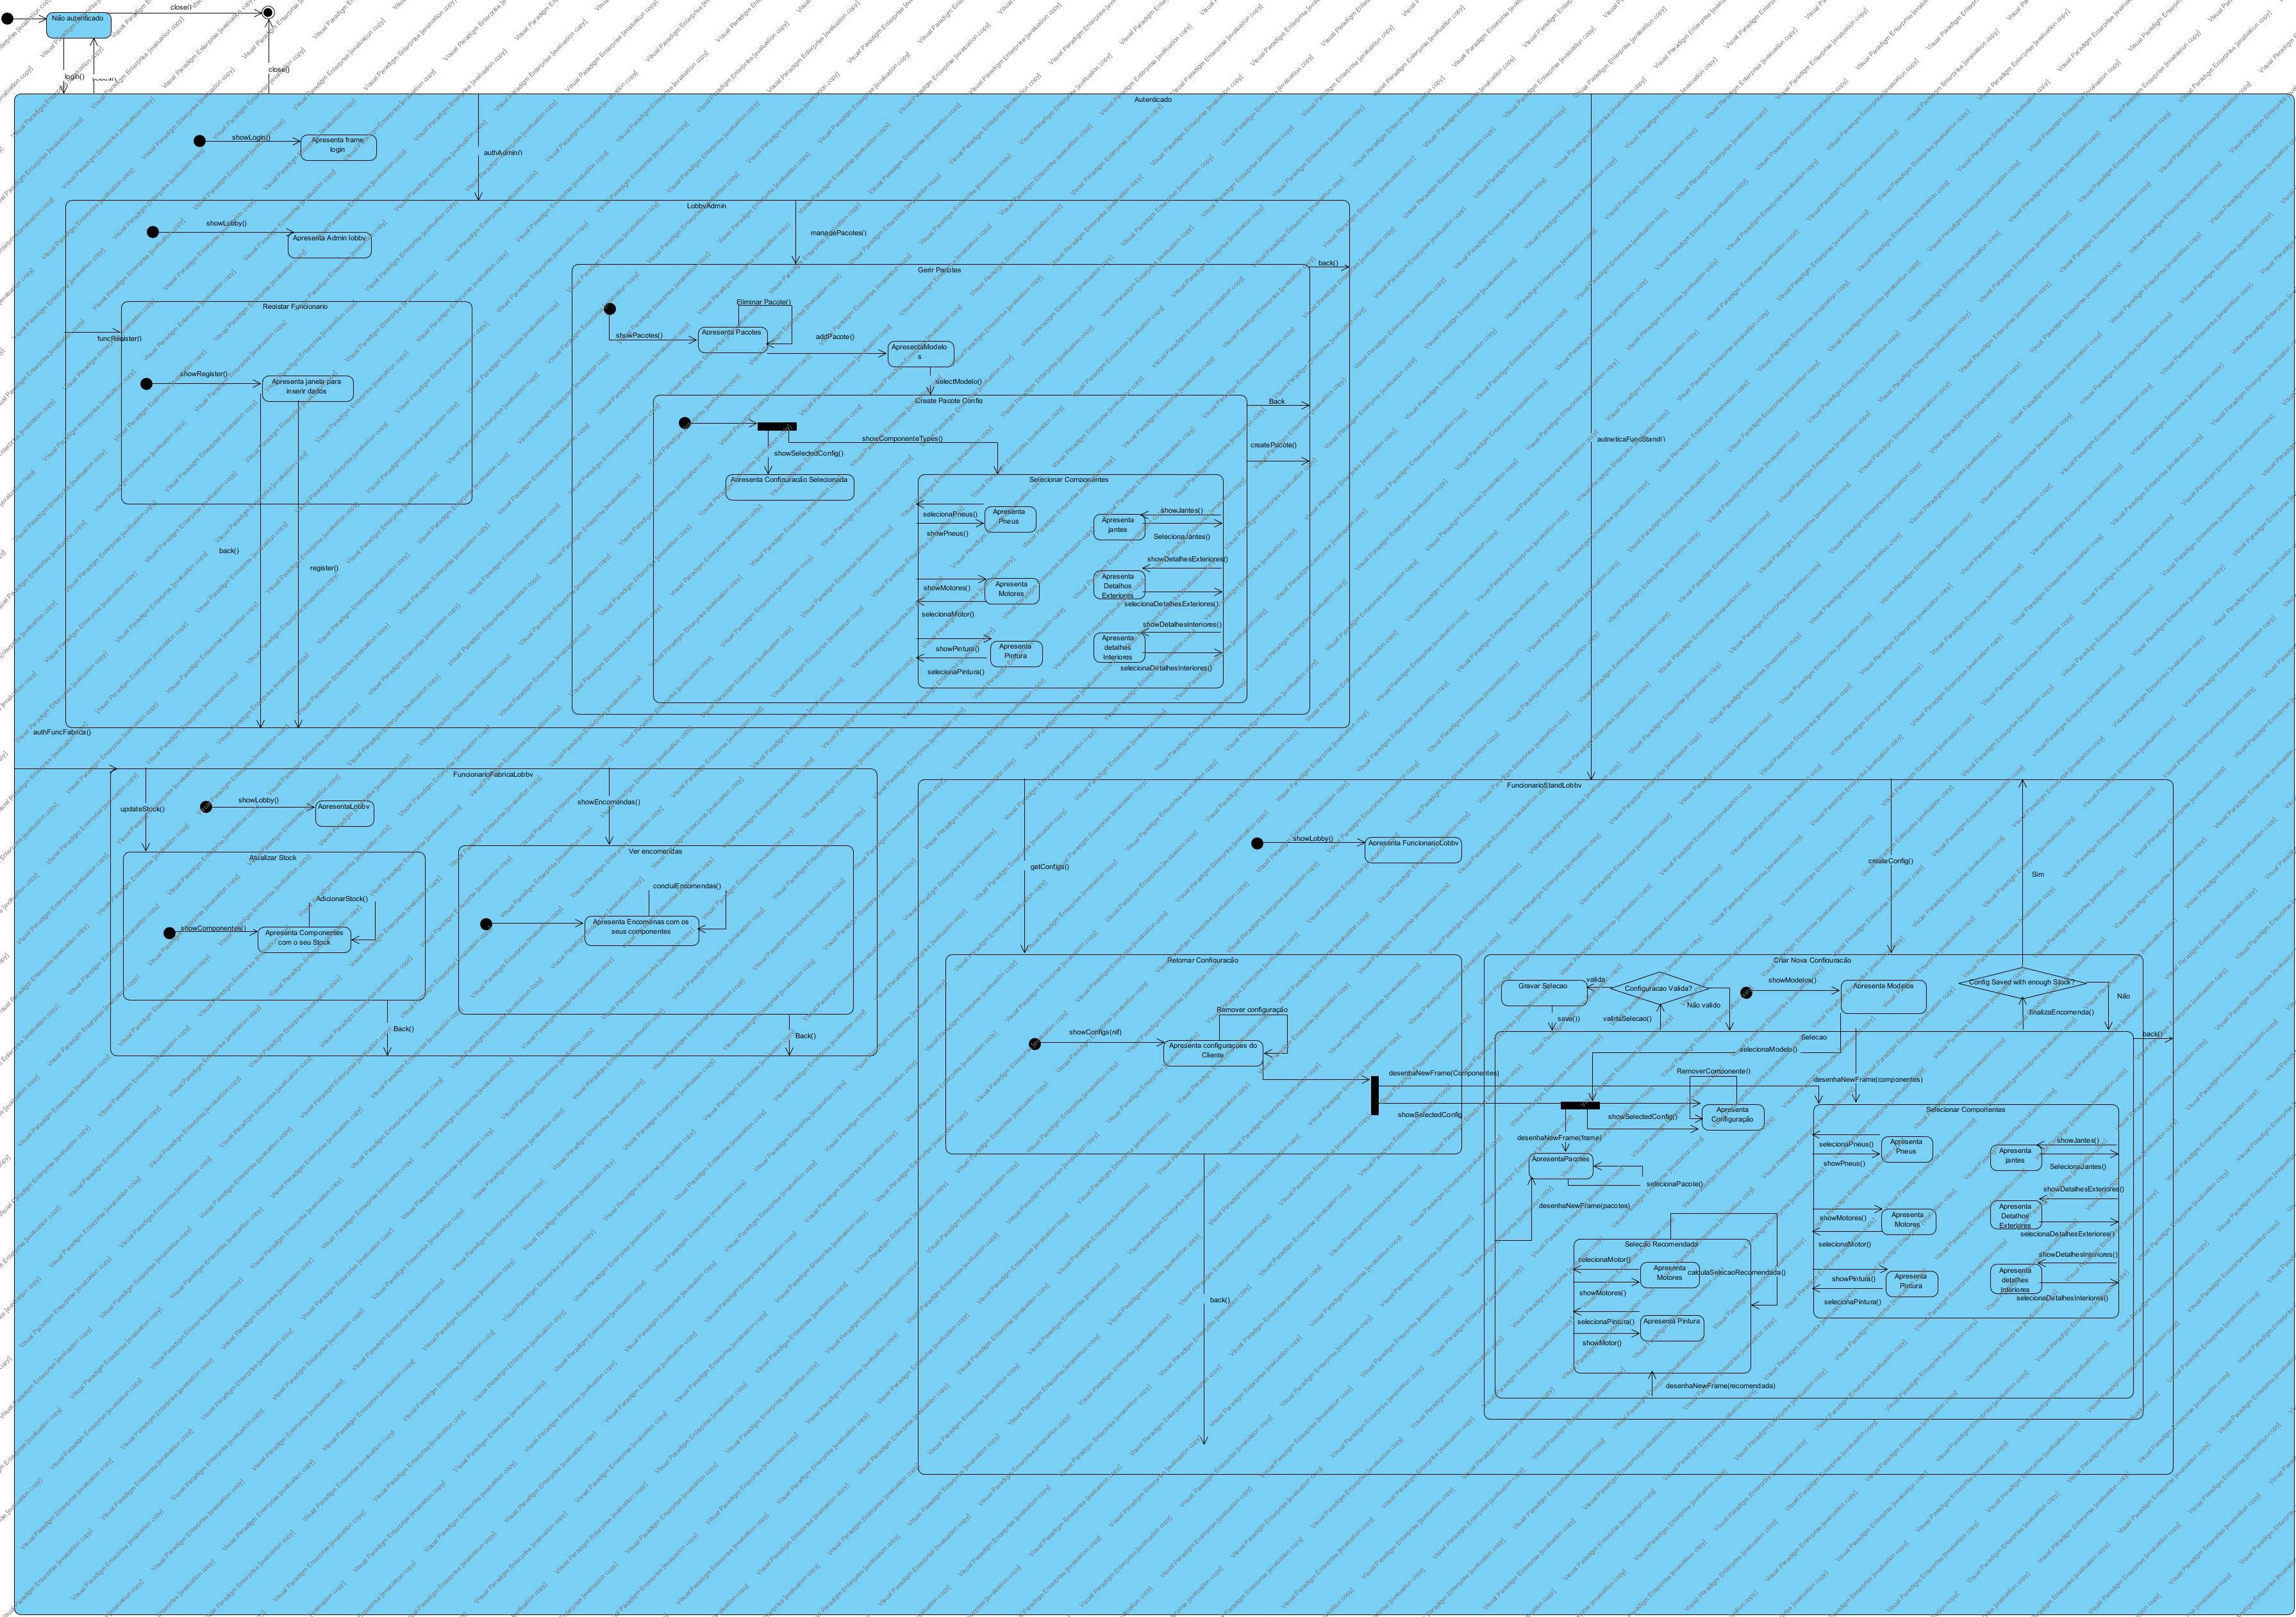 Não autenticado
close()
login()
close()
Autenticado
showLogin()
Apresenta frame
login
authAdmin()
LobbyAdmin
showLobby()
Apresenta Admin lobby
managePacotes()
Gerir Pacotes
back()
Registar Funcionario
funcRegister()
showRegister()
Apresenta janela para
inserir dados
back()
register()
Eliminar Pacote()
showPacotes()
Apresenta Pacotes
addPacote()
ApresentaModelo
s
selectModelo()
Create Pacote Config
Back
createPacote()
showComponenteTypes()
showSelectedConfig()
Apresenta Configuração Selecionada
Selecionar Componentes
selecionaPneus()
Apresenta
Pneus
showPneus()
showJantes()
Apresenta
jantes
SelecionaJantes()
showDetalhesExteriores()
showMotores()
Apresenta
Motores
selecionaMotor()
Apresenta
Detalhos
Exteriores
selecionaDetalhesExteriores()
showDetalhesInteriores()
showPintura()
Apresenta
Pintura
selecionaPintura()
Apresenta
detalhes
Interiores
selecionaDetalhesInteriores()
autneticaFuncStand()
authFuncFabrica()
FuncionarioFabricaLobby
updateStock()
showLobby()
ApresentaLobby
showEncomendas()
Atualizar Stock
AdicionarStock()
showComponentes()
Apresenta Componentes
com o seu Stock
Back()
Ver encomendas
concluiEncomendas()
Apresenta Encomenas com os
seus componentes
Back()
FuncionarioStandLobby
getConfigs()
showLobby()
Apresenta FuncionarioLobby
createConfig()
Sim
Retomar Configuração
Remover configuração
showConfigs(nif)
Apresenta configuracoes do
Cliente
desenhaNewFrame(Componentes)
showSelectedConfig
back()
Criar Nova Configuracão
Gravar Selecao
valida
Configuracao Valida?
Não valido
save())
validaSelecao()
showModelos()
Apresenta Modelos
Config Saved with enough Stock?
Não
finalizaEncomenda()
back()
Selecao
selecionaModelo()
RemoverComponente()
desenhaNewFrame(componentes)
showSelectedConfig()
Apresenta
Configuração
desenhaNewFrame(frame)
ApresentaPacotes
selecionaPacote()
desenhaNewFrame(pacotes)
Selecão Recomendada
selecionaMotor()
Apresenta
Motores
calculaSelecaoRecomendada()
showMotores()
selecionaPintura()
Apresenta Pintura
showMotor()
desenhaNewFrame(recomendada)
Selecionar Componentes
selecionaPneus()
Apresenta
Pneus
showPneus()
showJantes()
Apresenta
jantes
SelecionaJantes()
showDetalhesExteriores()
showMotores()
Apresenta
Motores
selecionaMotor()
Apresenta
Detalhos
Exteriores
selecionaDetalhesExteriores()
showDetalhesInteriores()
showPintura()
Apresenta
Pintura
selecionaPintura()
Apresenta
detalhes
Interiores
selecionaDetalhesInteriores()
Visual Paradigm Enterprise [evaluation copy]